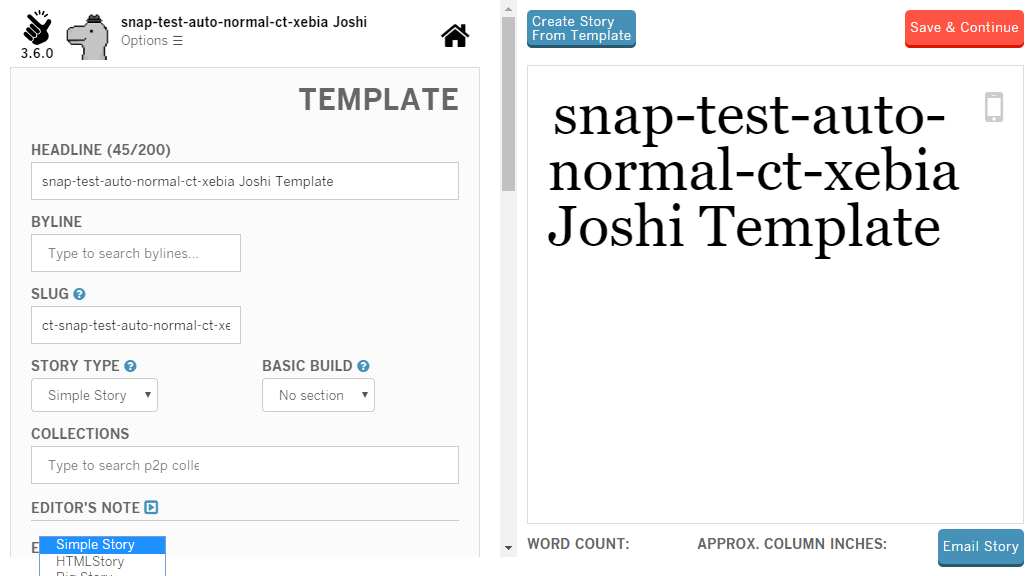 snap-test-auto-normal-ct-xebia Joshi
Options ☰
3.6.0
TEMPLATE
HEADLINE (45/200)
snap-test-auto-normal-ct-xebia Joshi Template
BYLINE
Type to search bylines...
SLUG ?
ct-snap-test-auto-normal-ct-xe
STORY TYPE ? BASIC BUILD ?
Simple Story No section
COLLECTIONS
Type to search p2p colle
EDITOR'S NOTE
Simple Story
HTMLStory
Create Story
From Template
Save & Continue
snap-test-auto-
normal-ct-xebia
Joshi Template
WORD COUNT: APPROX. COLUMN INCHES:
Email Story